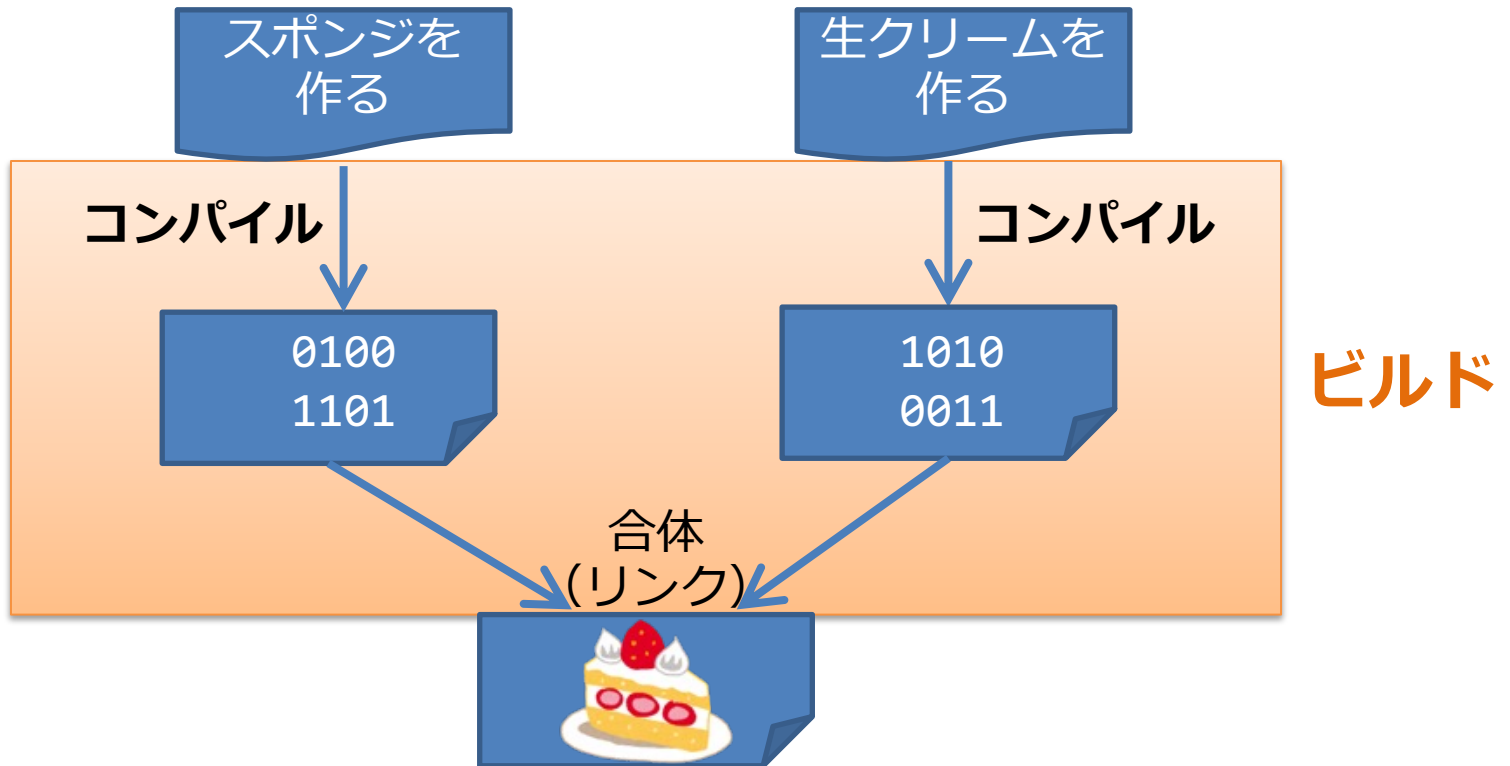 スポンジを
作る
生クリームを
作る
コンパイル
コンパイル
0100
1101
1010
0011
ビルド
合体
(リンク)